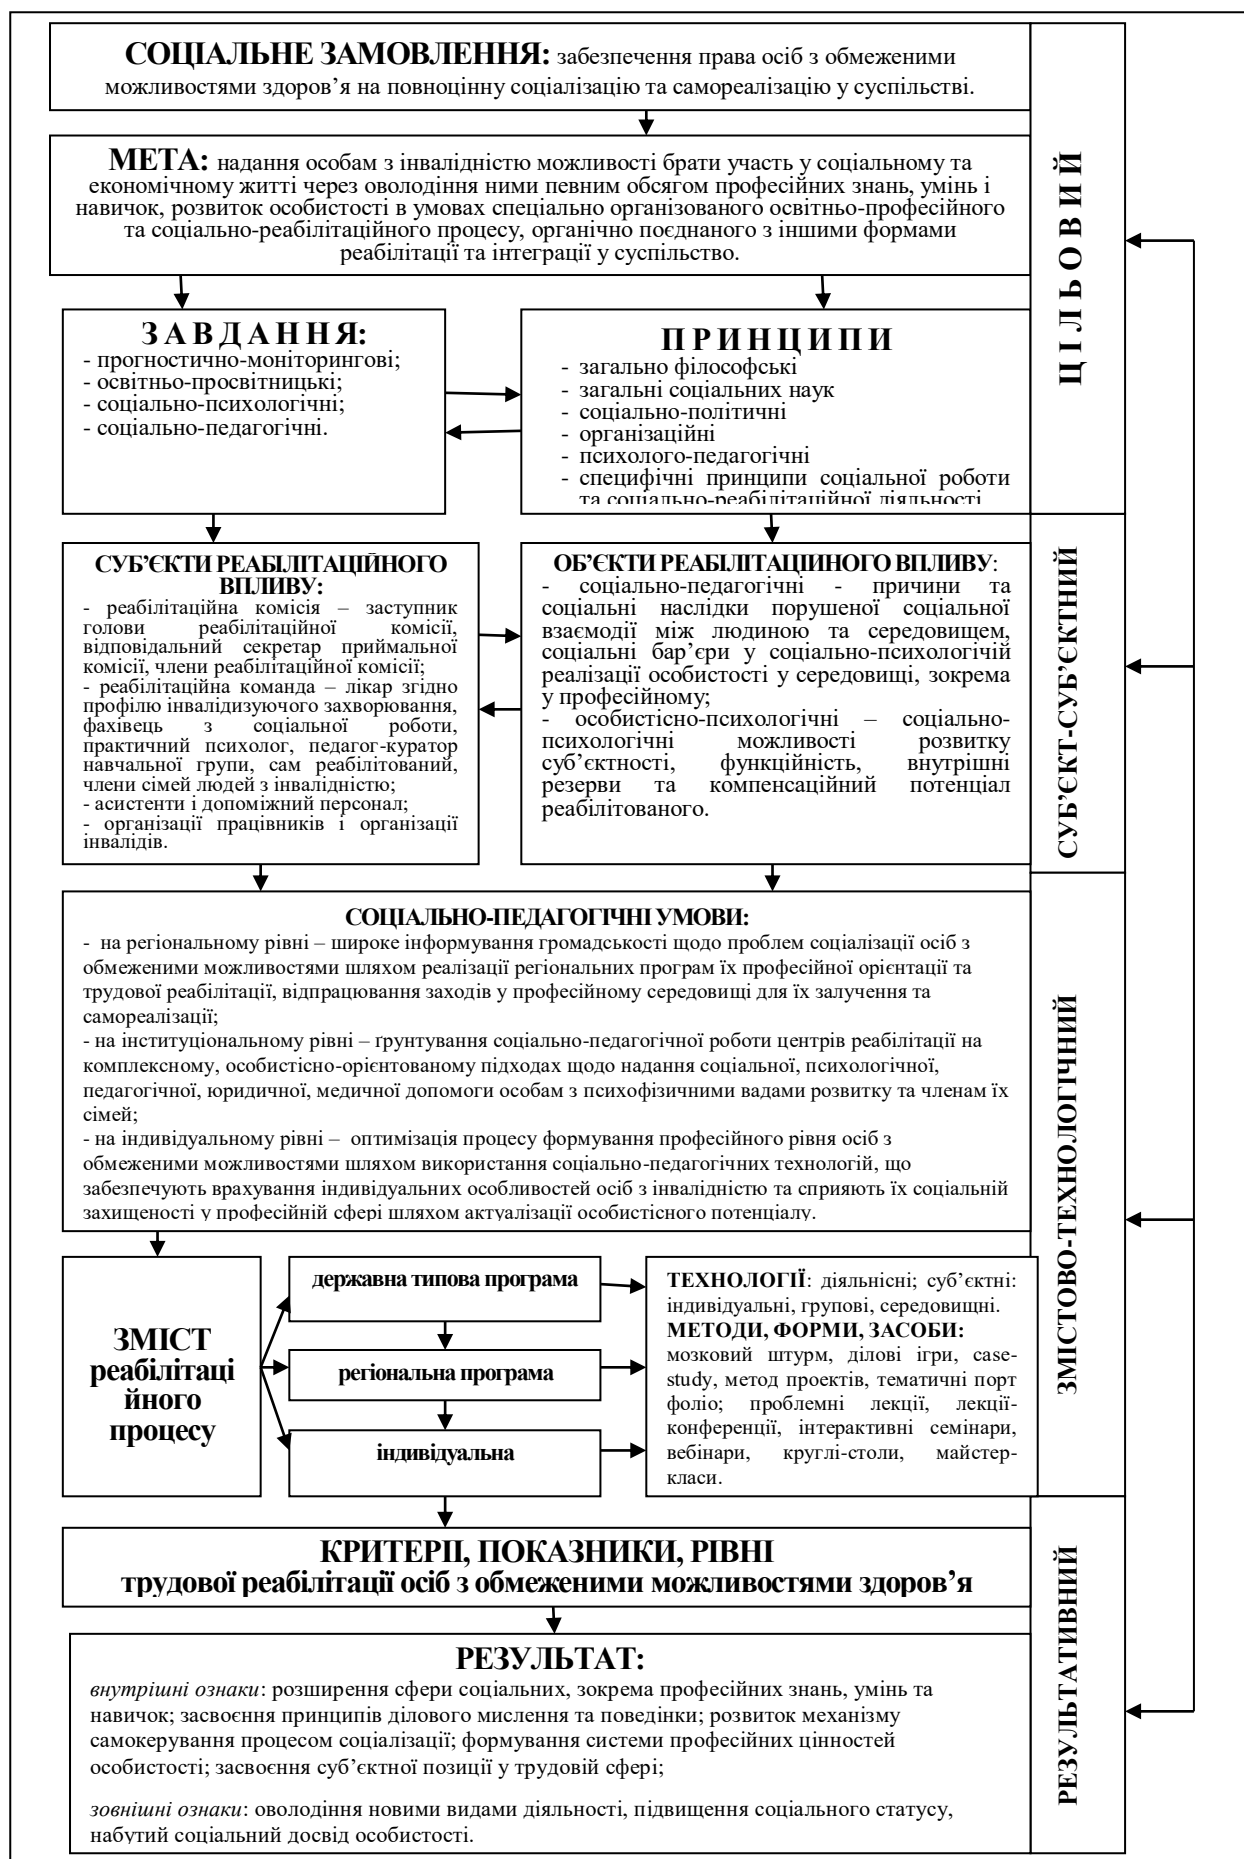 СОЦІАЛЬНЕ ЗАМОВЛЕННЯ: забезпечення права осіб з обмеженими
можливостями здоров’я на повноцінну соціалізацію та самореалізацію у суспільстві.
МЕТА: надання особам з інвалідністю можливості брати участь у соціальному та
економічному житті через оволодіння ними певним обсягом професійних знань, умінь і
навичок, розвиток особистості в умовах спеціально організованого освітньо-професійного
та соціально-реабілітаційного процесу, органічно поєднаного з іншими формами
реабілітації та інтеграції у суспільство.
З А В Д А Н Н Я:
- прогностично-моніторингові;
- освітньо-просвітницькі;
- соціально-психологічні;
- соціально-педагогічні.
П Р И Н Ц И П И
- загально філософські
- загальні соціальних наук
- соціально-політичні
- організаційні
- психолого-педагогічні
- специфічні принципи соціальної роботи
та соціально-реабілітаційної діяльності
Ц І Л Ь О В И Й
СУБ’ЄКТИ РЕАБІЛІТАЦІЙНОГО
ВПЛИВУ:
- реабілітаційна комісія – заступник
голови реабілітаційної комісії,
відповідальний секретар приймальної
комісії, члени реабілітаційної комісії;
- реабілітаційна команда – лікар згідно
профілю інвалідизуючого захворювання,
фахівець з соціальної роботи,
практичний психолог, педагог-куратор
навчальної групи, сам реабілітований,
члени сімей людей з інвалідністю;
- асистенти і допоміжний персонал;
- організації працівників і організації
інвалідів.
ОБ’ЄКТИ РЕАБІЛІТАЦІЙНОГО ВПЛИВУ:
- соціально-педагогічні - причини та
соціальні наслідки порушеної соціальної
взаємодії між людиною та середовищем,
соціальні бар’єри у соціально-психологічій
реалізації особистості у середовищі, зокрема
у професійному;
- особистісно-психологічні – соціально-
психологічні можливості розвитку
суб’єктності, функційність, внутрішні
резерви та компенсаційний потенціал
реабілітованого.
СУБ’ЄКТ-СУБ’ЄКТНИЙ
СОЦІАЛЬНО-ПЕДАГОГІЧНІ УМОВИ:
- на регіональному рівні – широке інформування громадськості щодо проблем соціалізації осіб з
обмеженими можливостями шляхом реалізації регіональних програм їх професійної орієнтації та
трудової реабілітації, відпрацювання заходів у професійному середовищі для їх залучення та
самореалізації;
- на інституціональному рівні – ґрунтування соціально-педагогічної роботи центрів реабілітації на
комплексному, особистісно-орієнтованому підходах щодо надання соціальної, психологічної,
педагогічної, юридичної, медичної допомоги особам з психофізичними вадами розвитку та членам їх
сімей;
- на індивідуальному рівні – оптимізація процесу формування професійного рівня осіб з
обмеженими можливостями шляхом використання соціально-педагогічних технологій, що
забезпечують врахування індивідуальних особливостей осіб з інвалідністю та сприяють їх соціальній
захищеності у професійній сфері шляхом актуалізації особистісного потенціалу.
ЗМІСТ
реабілітаці
йного
процесу
державна типова програма
регіональна програма
індивідуальна
ТЕХНОЛОГІЇ: діяльнісні; суб’єктні:
індивідуальні, групові, середовищні.
МЕТОДИ, ФОРМИ, ЗАСОБИ:
мозковий штурм, ділові ігри, case-
study, метод проектів, тематичні порт
фоліо; проблемні лекції, лекції-
конференції, інтерактивні семінари,
вебінари, круглі-столи, майстер-
класи.
ЗМІСТОВО-ТЕХНОЛОГІЧНИЙ
КРИТЕРІЇ, ПОКАЗНИКИ, РІВНІ
трудової реабілітації осіб з обмеженими можливостями здоров’я
РЕЗУЛЬТАТ:
внутрішні ознаки: розширення сфери соціальних, зокрема професійних знань, умінь та
навичок; засвоєння принципів ділового мислення та поведінки; розвиток механізму
самокерування процесом соціалізації; формування системи професійних цінностей
особистості; засвоєння суб’єктної позиції у трудовій сфері;
зовнішні ознаки: оволодіння новими видами діяльності, підвищення соціального статусу,
набутий соціальний досвід особистості.
РЕЗУЛЬТАТИВНИЙ